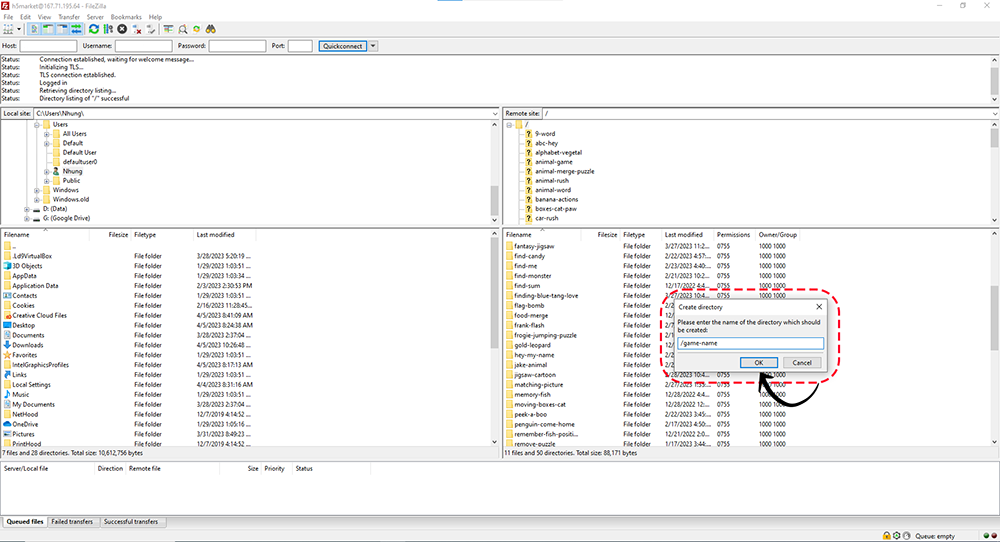 h5market@167.71.195.64 - FileZilla
File Edit View Transfer Server Bookmarks Help
Host: Username: Password: Port: Quickconnect
Status: Connection established, waiting for welcome message...
Status: Initializing TLS...
Status: TLS connection established.
Status: Logged in
Status: Retrieving directory listing...
Status: Directory listing of "/" successful
Local site: C:\Users\Nhung\
Users
All Users
Default
Default User
defaultuser0
Nhung
Public
Windows
Windows.old
D: (Data)
G: (Google Drive)
Remote site: /
/
9-word
abc-hey
alphabet-vegetal
animal-game
animal-merge-puzzle
animal-rush
animal-word
banana-actions
boxes-cat-paw
car-rush
Filename Filesize Filetype Last modified
..
.Ld9VirtualBox File folder 3/28/2023 5:20:19 ...
3D Objects File folder 1/29/2023 1:03:51 ...
AppData File folder 1/29/2023 1:03:34 ...
Application Data File folder 2/3/2023 2:30:53 PM
Contacts File folder 1/29/2023 1:03:51 ...
Cookies File folder 2/16/2023 11:28:45...
Creative Cloud Files File folder 4/5/2023 8:41:09 AM
Desktop File folder 4/5/2023 8:24:38 AM
Documents File folder 3/28/2023 2:37:04...
Downloads File folder 4/5/2023 10:26:48 ...
Favorites File folder 1/29/2023 1:03:51 ...
IntelGraphicsProfiles File folder 4/5/2023 8:17:13 AM
Links File folder 1/29/2023 1:03:51 ...
Local Settings File folder 4/4/2023 8:31:16 AM
Music File folder 1/29/2023 1:03:51 ...
My Documents File folder 3/28/2023 2:37:04 ...
NetHood File folder 12/7/2019 4:14:52 ...
OneDrive File folder 1/29/2023 1:05:16 ...
Pictures File folder 3/31/2023 8:49:23 ...
PrintHood File folder 12/7/2019 4:14:52 ...
7 files and 28 directories. Total size: 10,612,756 bytes
Filename Filesize Filetype Last modified Permissions Owner/Group
fantasy-jigsaw File folder 3/27/2023 11:2... 0755 1000 1000
find-candy File folder 2/22/2023 4:57... 0755 1000 1000
find-me File folder 2/23/2023 4:40... 0755 1000 1000
find-monster File folder 2/21/2023 10:2... 0755 1000 1000
find-sum File folder 12/17/2022 4:4... 0755 1000 1000
finding-blue-tang-love File folder 3/27/2023 10:4... 0755 1000 1000
flag-bomb File folder
food-merge File folder
frank-flash File folder
frogie-jumping-puzzle File folder
gold-leopard File folder
hey-my-name File folder
jake-animal File folder
jigsaw-cartoon File folder 2/28/2023 10:4... 0755 1000 1000
matching-picture File folder
memory-fish File folder 12/28/2022 4:4... 0755 1000 1000
moving-boxes-cat File folder 12/28/2022 12:... 0755 1000 1000
peek-a-boo File folder 2/22/2023 3:45... 0755 1000 1000
penguin-come-home File folder 2/17/2023 4:50... 0755 1000 1000
remember-fish-positi... File folder 12/21/2022 2:0... 0755 1000 1000
remove-puzzle File folder 0755 1000 1000
11 files and 50 directories. Total size: 88,171 bytes
Create directory
Please enter the name of the directory which should
be created:
/game-name
OK Cancel
Server/Local file Direction Remote file Size Priority Status
Queued files Failed transfers Successful transfers
Queue: empty